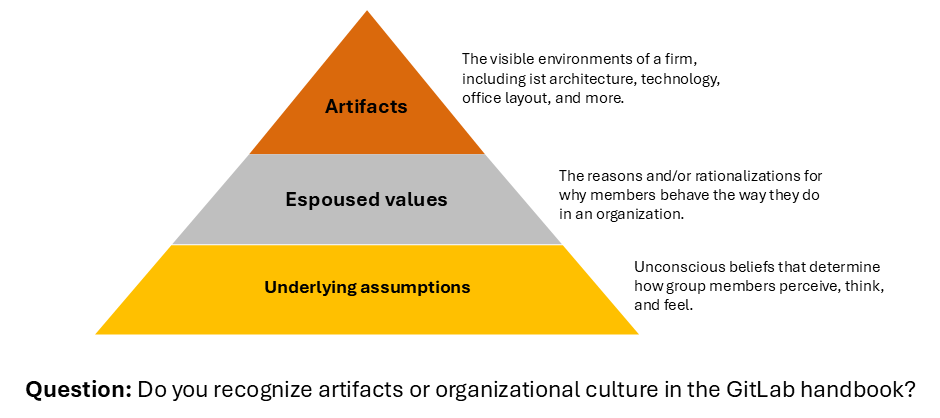 Artifacts
The visible environments of a firm,
including ist architecture, technology,
office layout, and more.
Espoused values
The reasons and/or rationalizations for
why members behave the way they do
in an organization.
Underlying assumptions
Unconscious beliefs that determine
how group members perceive, think,
and feel.
Question: Do you recognize artifacts or organizational culture in the GitLab handbook?